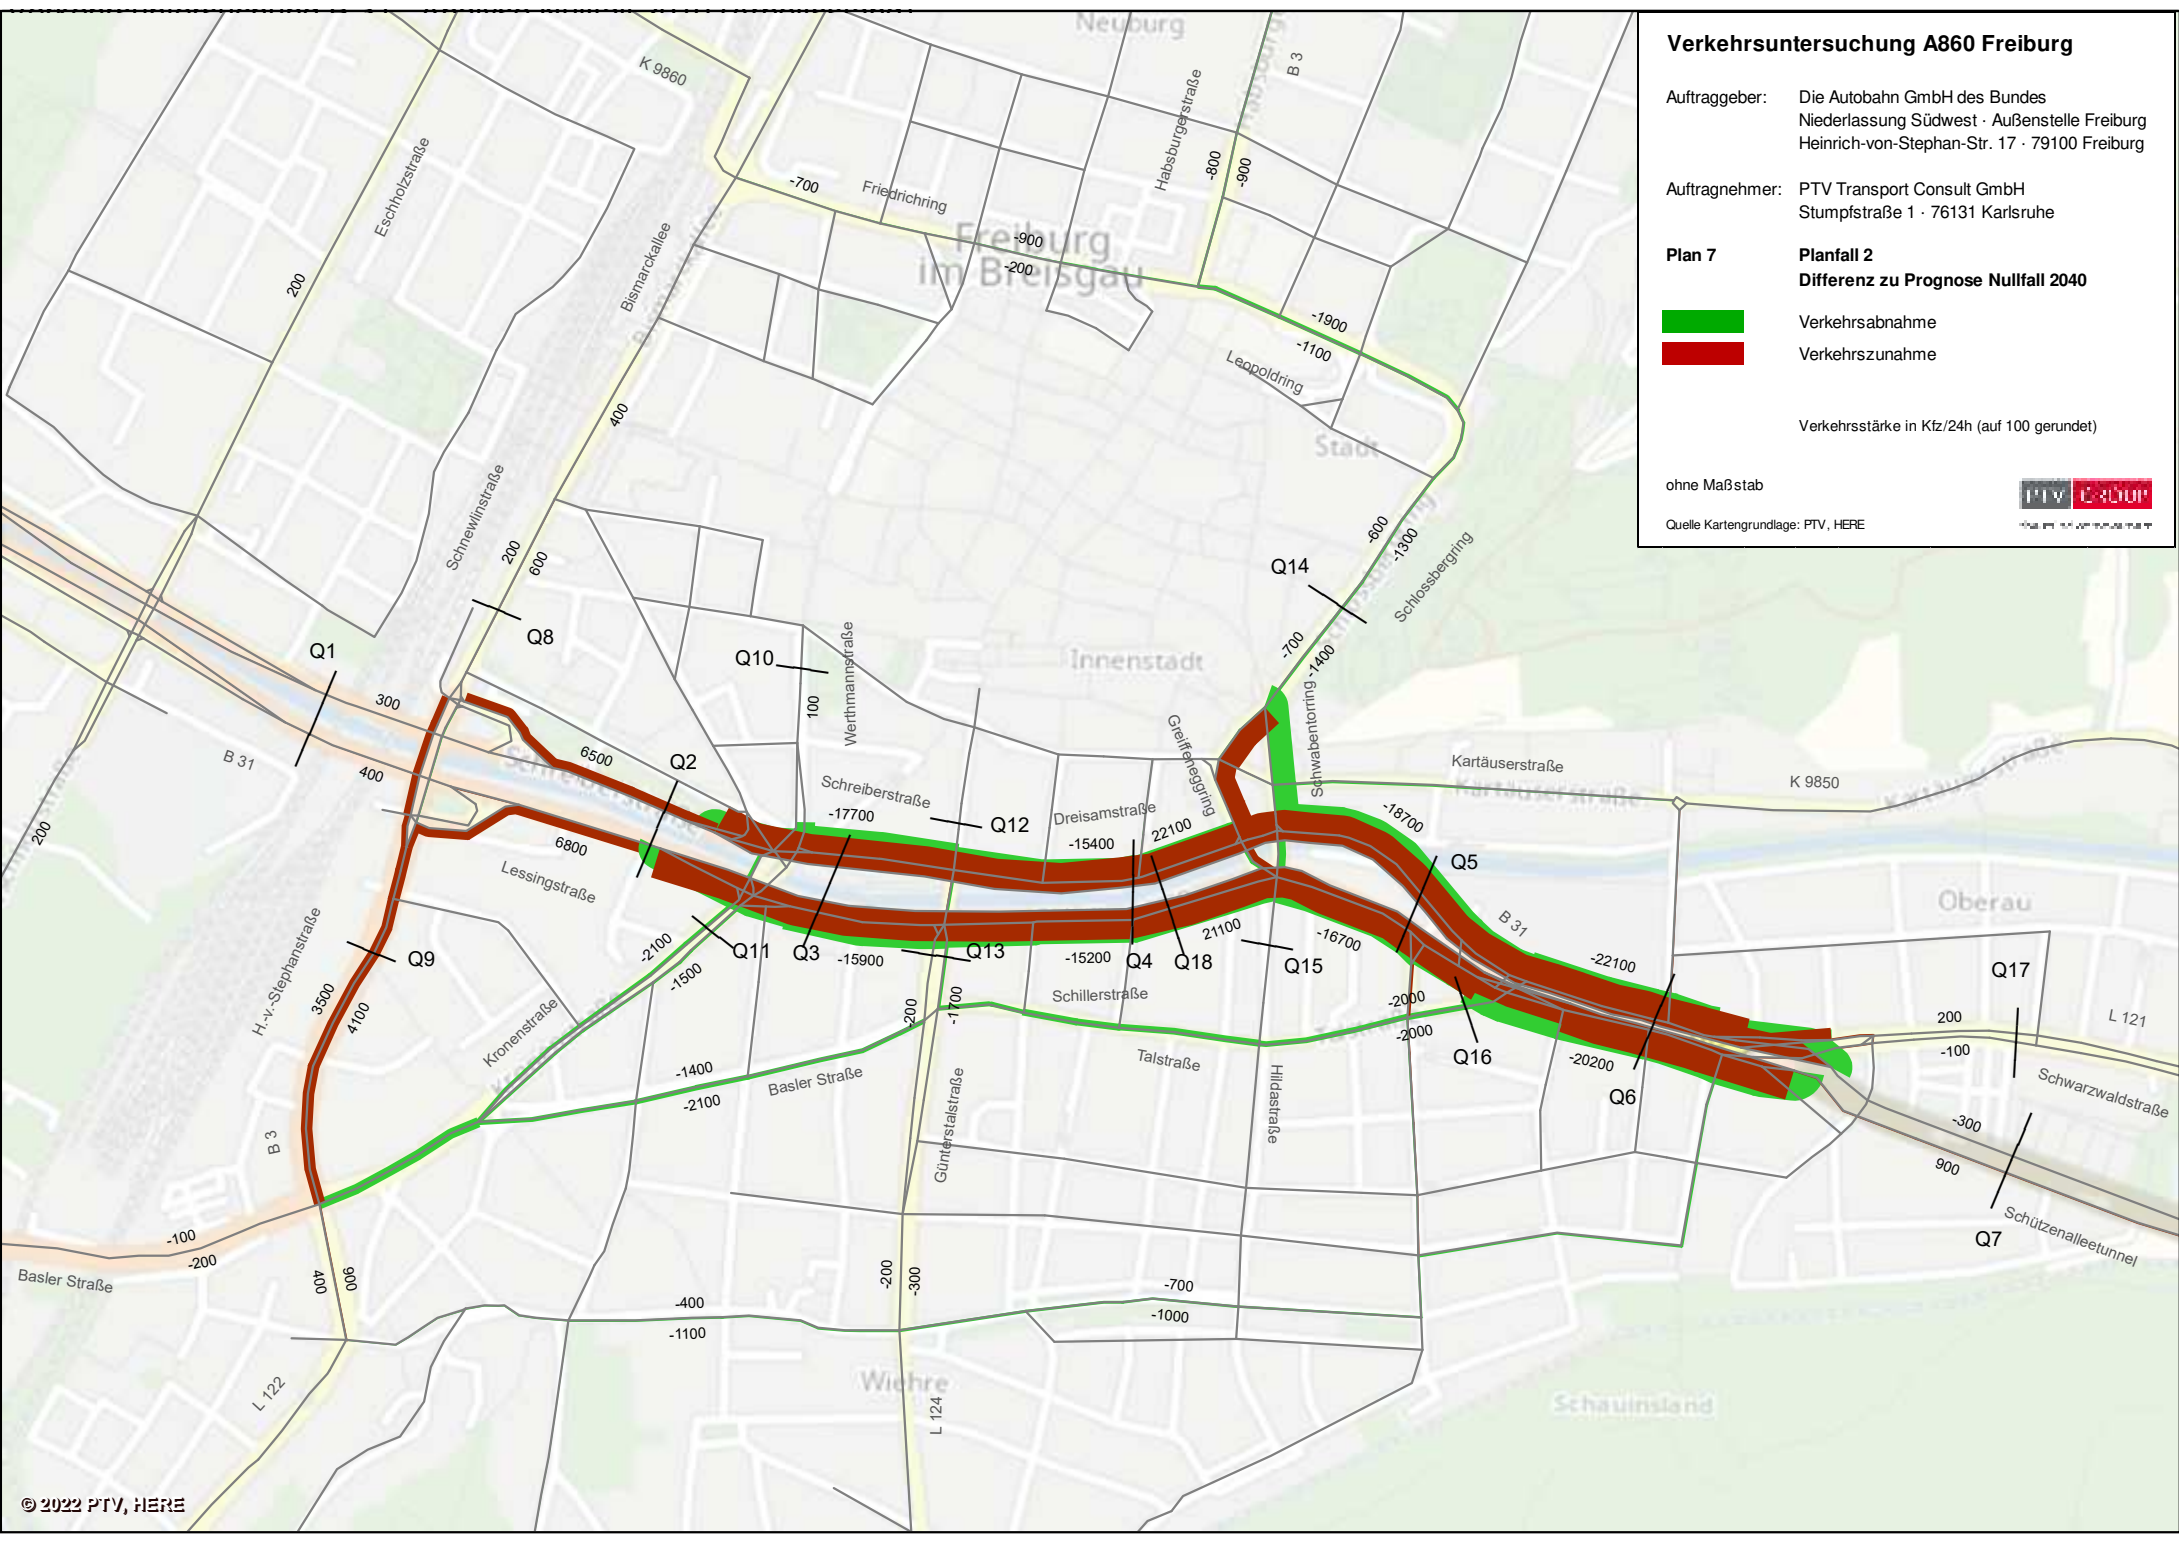 Verkehrsuntersuchung A860 Freiburg
Auftraggeber: Die Autobahn GmbH des Bundes
Niederlassung Südwest · Außenstelle Freiburg
Heinrich-von-Stephan-Str. 17 · 79100 Freiburg
Auftragnehmer: PTV Transport Consult GmbH
Stumpfstraße 1 · 76131 Karlsruhe
Plan 7 Planfall 2
Differenz zu Prognose Nullfall 2040
Verkehrsabnahme
Verkehrszunahme
Verkehrsstärke in Kfz/24h (auf 100 gerundet)
ohne Maßstab
PTV GROUP
Quelle Kartengrundlage: PTV, HERE
Neuburg
K 9860
B 3
Habsburgerstraße
Eschholzstraße
-800
-900
-700
Friedrichring
Freiburg
im Breisgau
-900
-200
Bismarckallee
200
-1900
-1100
Leopoldring
400
Stadt
Schnewlinstraße
200
600
-600
-1300
Schlossbergring
Q14
Q8
Q1
Q10
Werthmannstraße
100
Innenstadt
-700
-1400
Schwabentorring
Greiffeneggring
300
B 31
400
6500
Q2
Schreiberstraße
-17700
Q12
Dreisamstraße
-15400
22100
Kartäuserstraße
Kartäuserstraße
K 9850
-18700
Q5
200
6800
Lessingstraße
Oberau
B 31
H.-v.-Stephanstraße
Q9
-2100
-1500
Q11
Q3
-15900
Q13
-15200
Q4
Q18
21100
Q15
-16700
-22100
Q17
3500
4100
Kronenstraße
-200
-1700
Schillerstraße
-2000
-2000
Q16
-20200
Q6
200
-100
L 121
Schwarzwaldstraße
Talstraße
-1400
-2100
Basler Straße
Günterstalstraße
Hildastraße
B 3
-300
900
Q7
Schützenalleetunnel
-100
-200
Basler Straße
400
900
-200
-300
-400
-1100
-700
-1000
Wiehre
L 122
L 124
Schauinsland
© 2022 PTV, HERE